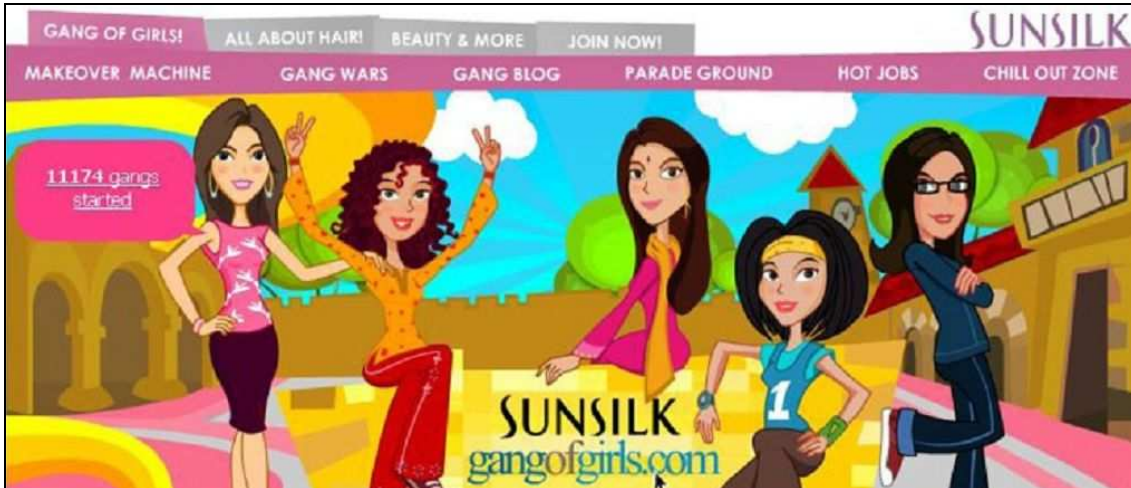 GANG OF GIRLS!
ALL ABOUT HAIR!
BEAUTY & MORE
JOIN NOW!
SUNSILK
MAKEOVER MACHINE
GANG WARS
GANG BLOG
PARADE GROUND
HOT JOBS
CHILL OUT ZONE
11174 gangs
started
1
SUNSILK
gangofgirls.com